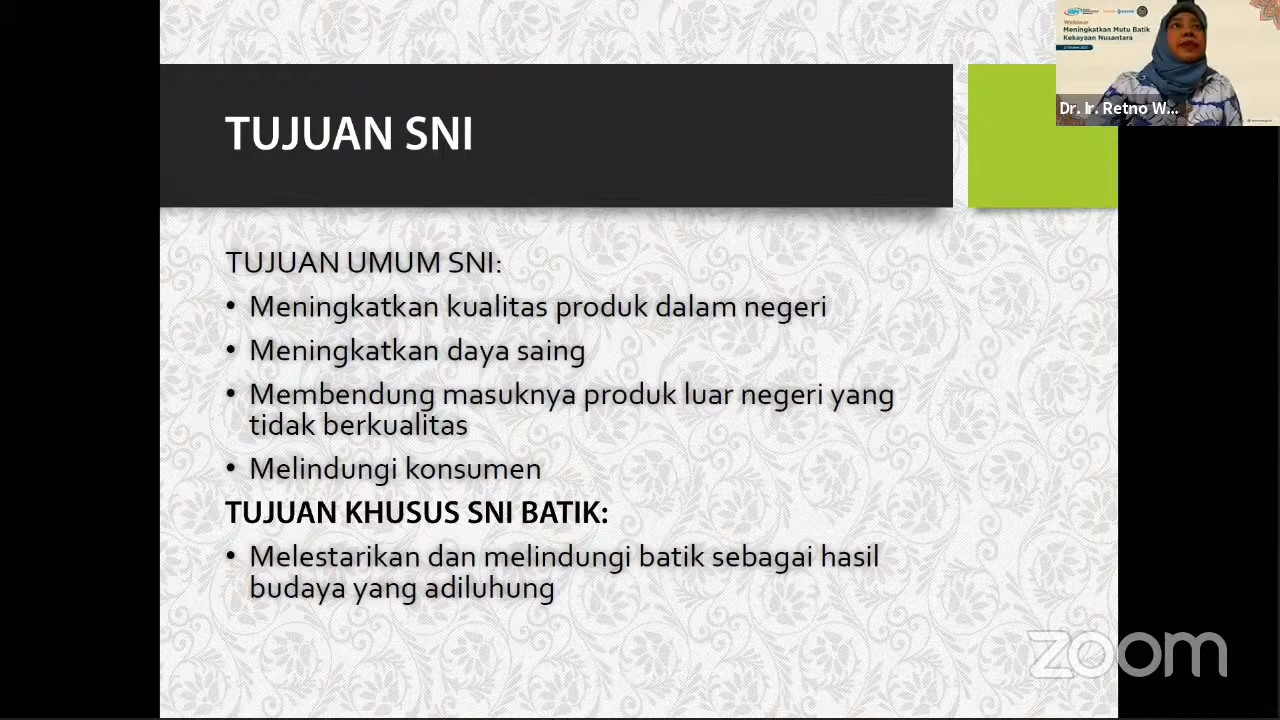 Webinar
Meningkatkan Mutu Batik
Kekayaan Nusantara
Dr. Ir. Retno W...
TUJUAN SNI
TUJUAN UMUM SNI:
• Meningkatkan kualitas produk dalam negeri
• Meningkatkan daya saing
• Membendung masuknya produk luar negeri yang
tidak berkualitas
• Melindungi konsumen
TUJUAN KHUSUS SNI BATIK:
• Melestarikan dan melindungi batik sebagai hasil
budaya yang adiluhung
zoom